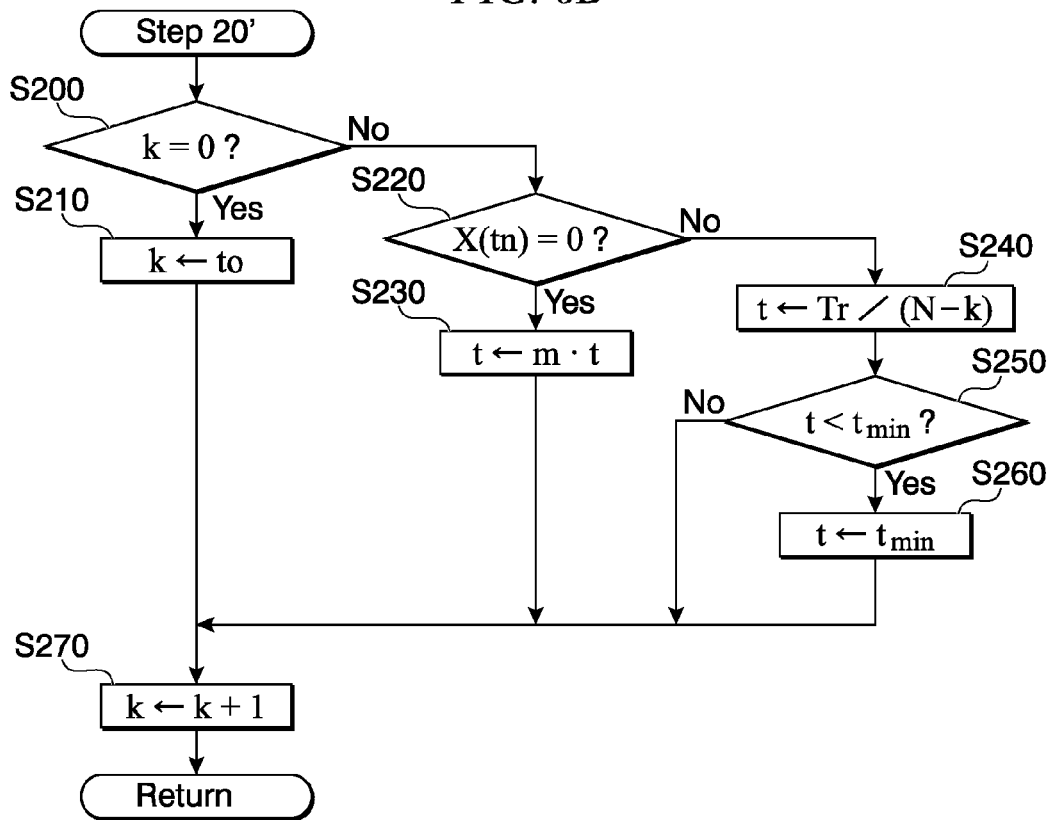 Step 20'
S200
k = 0 ?
No
Yes
S210
k ← to
S220
X(tn) = 0 ?
No
Yes
S230
t ← m · t
S240
t ← Tr / (N-k)
S250
t < tmin ?
No
Yes
S260
t ← tmin
S270
k ← k + 1
Return